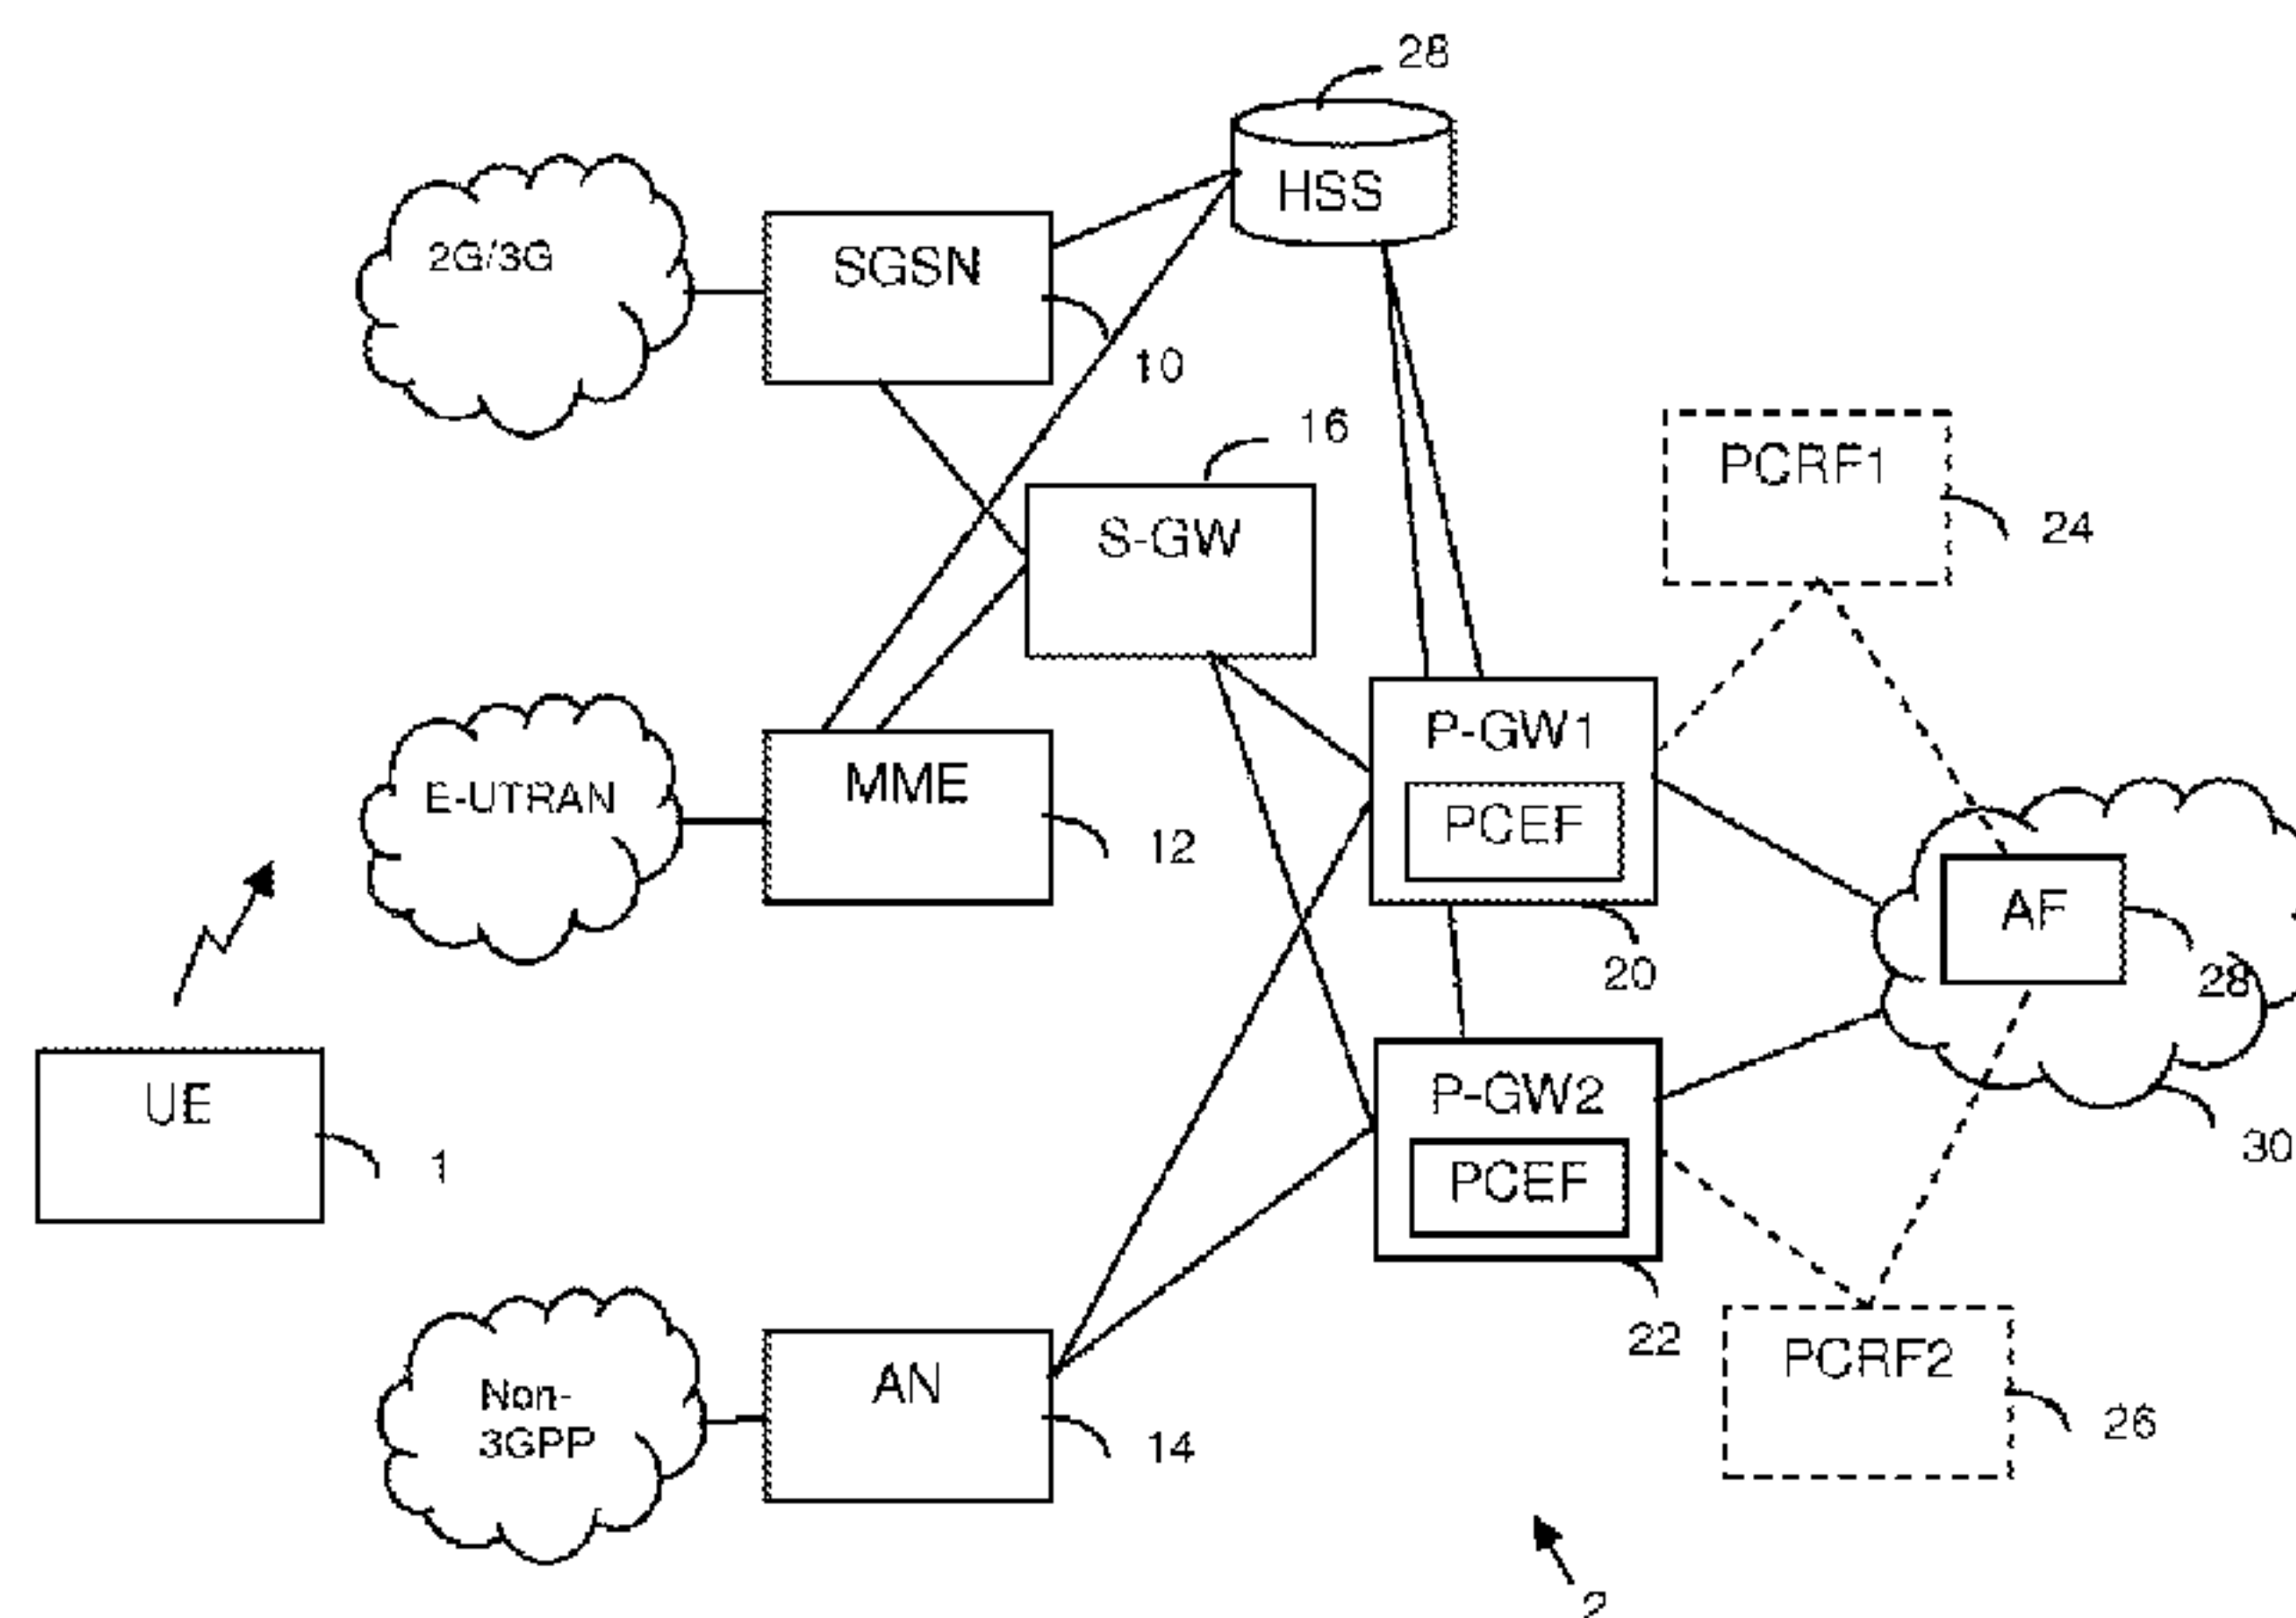 28
HSS
2G/3G
SGSN
10
16
S-GW
PCRF1
24
P-GW1
PCEF
20
E-UTRAN
MME
12
AF
28
UE
1
P-GW2
PCEF
22
30
Non-
3GPP
AN
14
PCRF2
26
2